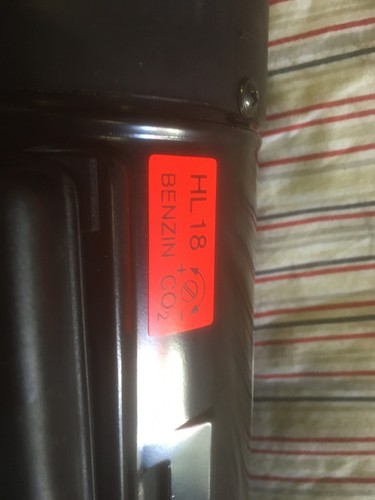 HL 18 + -
BENZIN CO₂